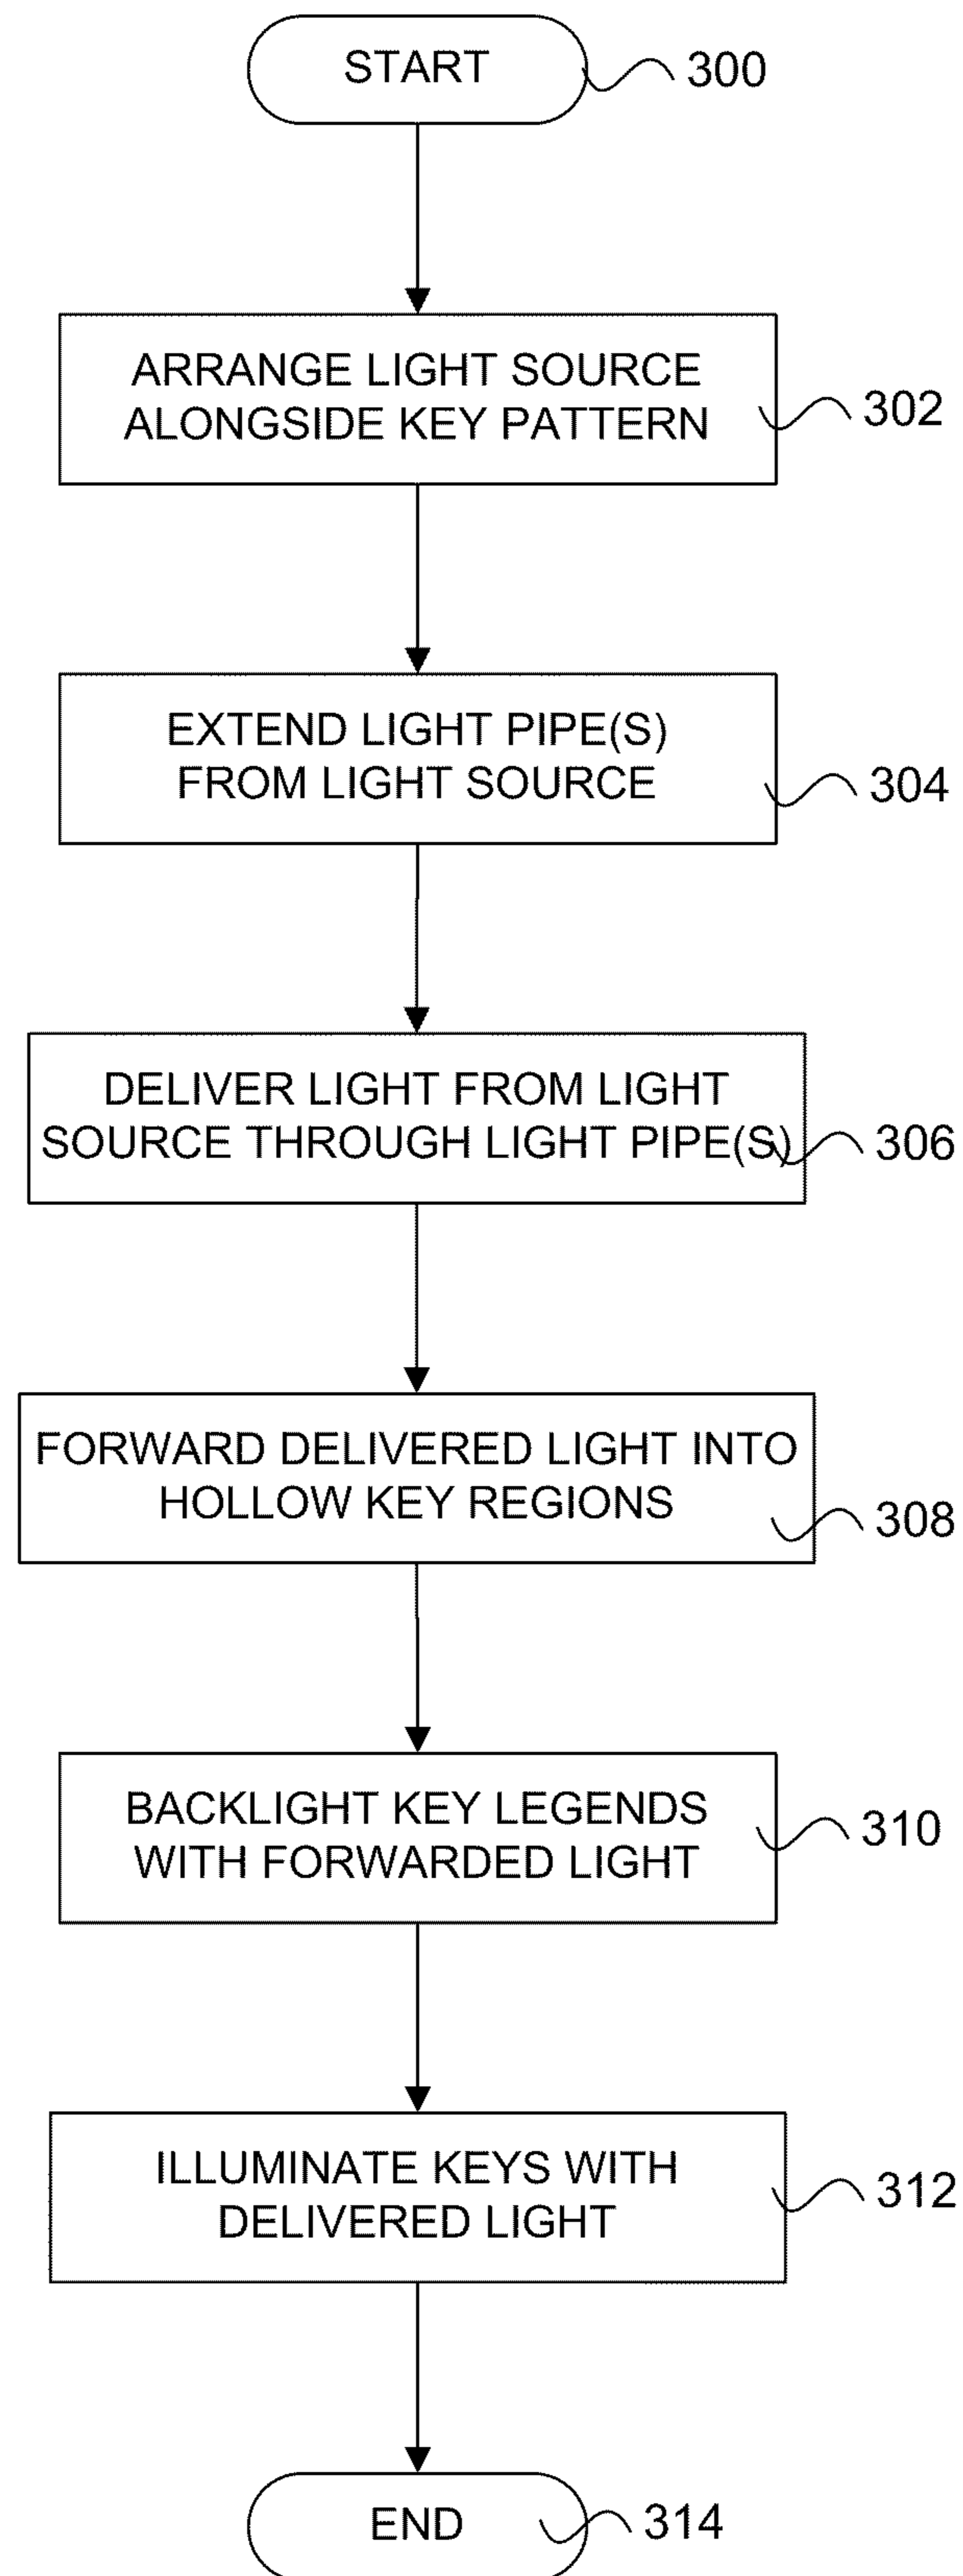 START
300
ARRANGE LIGHT SOURCE
ALONGSIDE KEY PATTERN
302
EXTEND LIGHT PIPE(S)
FROM LIGHT SOURCE
304
DELIVER LIGHT FROM LIGHT
SOURCE THROUGH LIGHT PIPE(S)
306
FORWARD DELIVERED LIGHT INTO
HOLLOW KEY REGIONS
308
BACKLIGHT KEY LEGENDS
WITH FORWARDED LIGHT
310
ILLUMINATE KEYS WITH
DELIVERED LIGHT
312
END
314